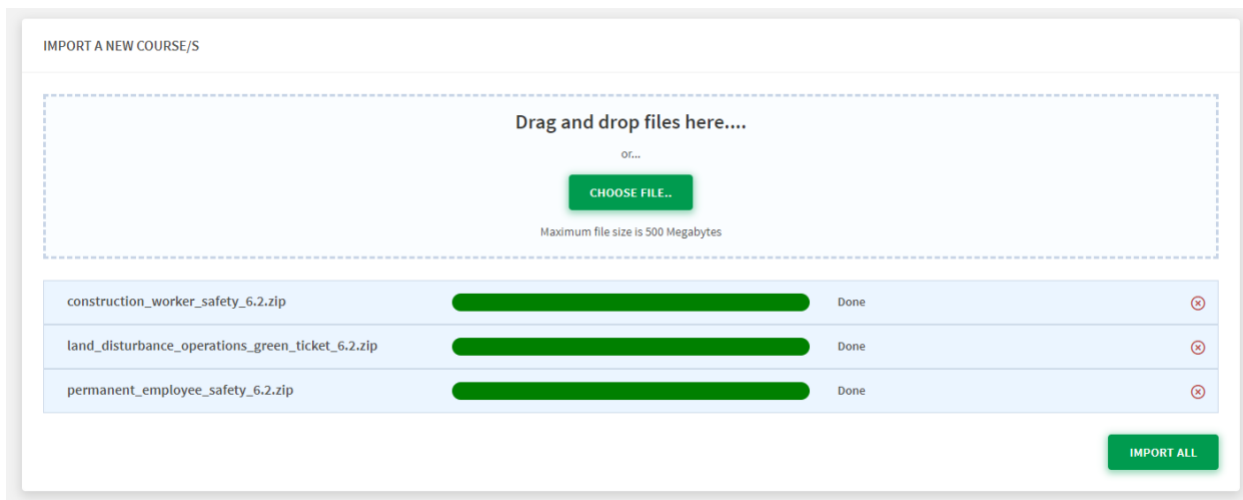 IMPORT A NEW COURSE/S
Drag and drop files here....
or...
CHOOSE FILE..
Maximum file size is 500 Megabytes
construction_worker_safety_6.2.zip Done
land_disturbance_operations_green_ticket_6.2.zip Done
permanent_employee_safety_6.2.zip Done
IMPORT ALL